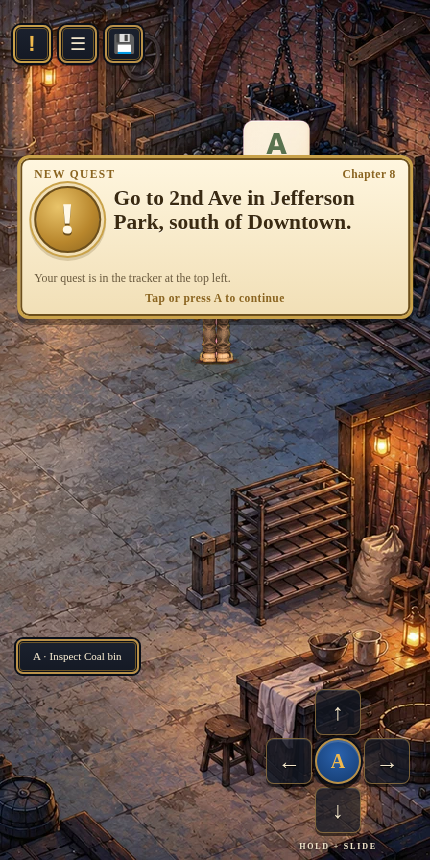 !
A
NEW QUEST
Chapter 8
!
Go to 2nd Ave in Jefferson
Park, south of Downtown.
Your quest is in the tracker at the top left.
Tap or press A to continue
A · Inspect Coal bin
↑
← A →
↓
HOLD · SLIDE